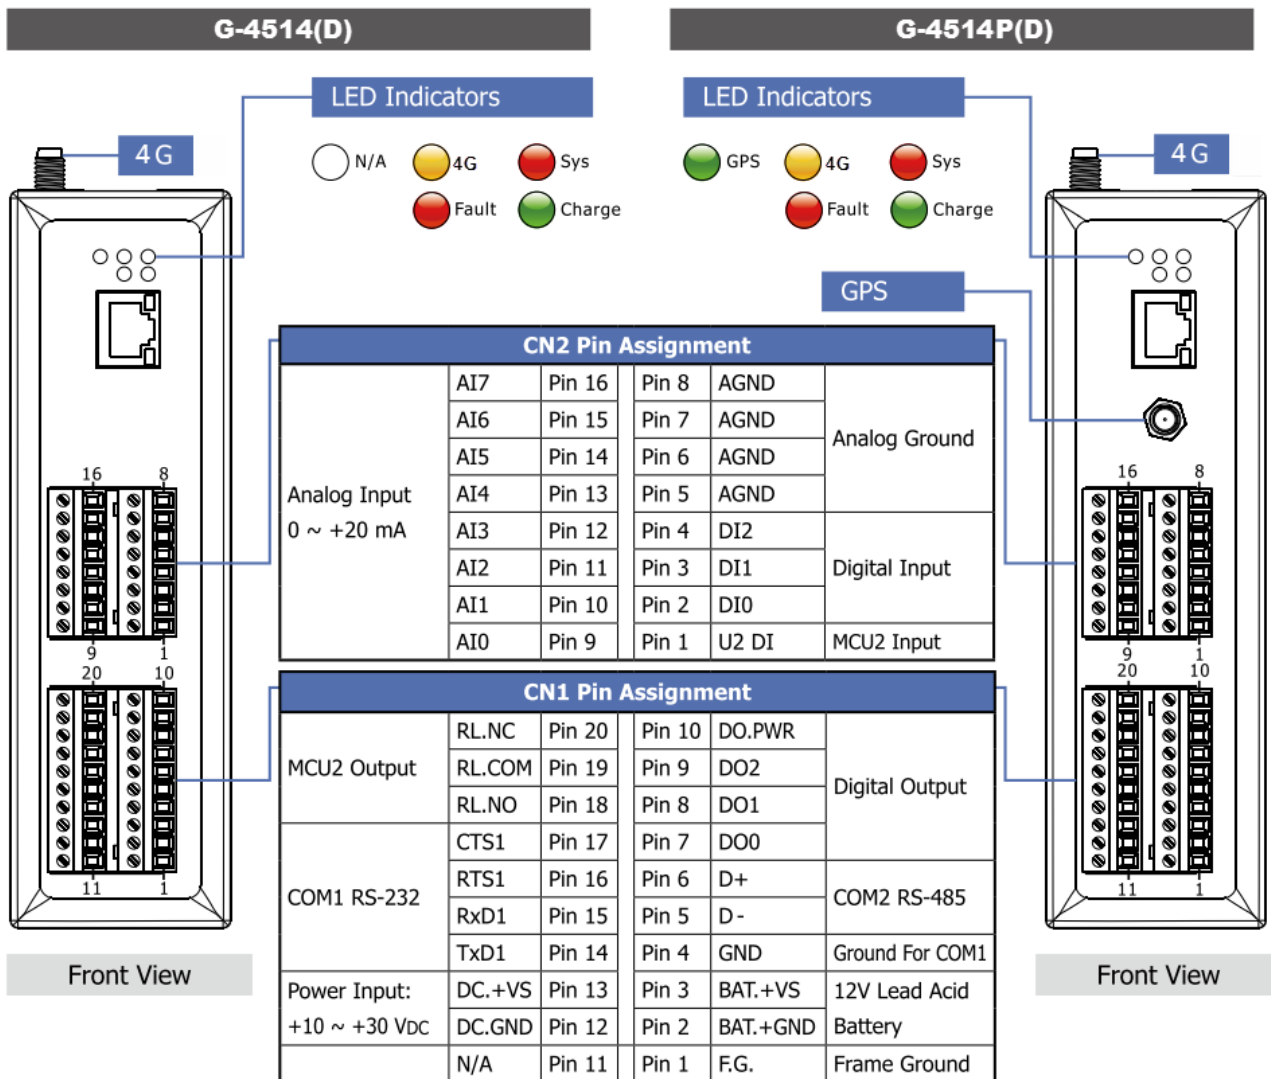 G-4514(D)
G-4514P(D)
LED Indicators
LED Indicators
4G
4G
N/A
4G
Sys
Fault
Charge
GPS
4G
Sys
Fault
Charge
GPS
CN2 Pin Assignment
AI7 Pin 16 Pin 8 AGND
AI6 Pin 15 Pin 7 AGND
Analog Ground
AI5 Pin 14 Pin 6 AGND
Analog Input
0 ~ +20 mA
AI4 Pin 13 Pin 5 AGND
AI3 Pin 12 Pin 4 DI2
AI2 Pin 11 Pin 3 DI1 Digital Input
AI1 Pin 10 Pin 2 DI0
AI0 Pin 9 Pin 1 U2 DI MCU2 Input
16 8
9 1
20 10
11 1
16 8
9 1
20 10
11 1
CN1 Pin Assignment
RL.NC Pin 20 Pin 10 DO.PWR
MCU2 Output RL.COM Pin 19 Pin 9 DO2
Digital Output
RL.NO Pin 18 Pin 8 DO1
CTS1 Pin 17 Pin 7 DO0
COM1 RS-232
RTS1 Pin 16 Pin 6 D+
COM2 RS-485
RxD1 Pin 15 Pin 5 D-
TxD1 Pin 14 Pin 4 GND Ground For COM1
Power Input: DC.+VS Pin 13 Pin 3 BAT.+VS 12V Lead Acid
+10 ~ +30 VDC DC.GND Pin 12 Pin 2 BAT.+GND Battery
N/A Pin 11 Pin 1 F.G. Frame Ground
Front View
Front View